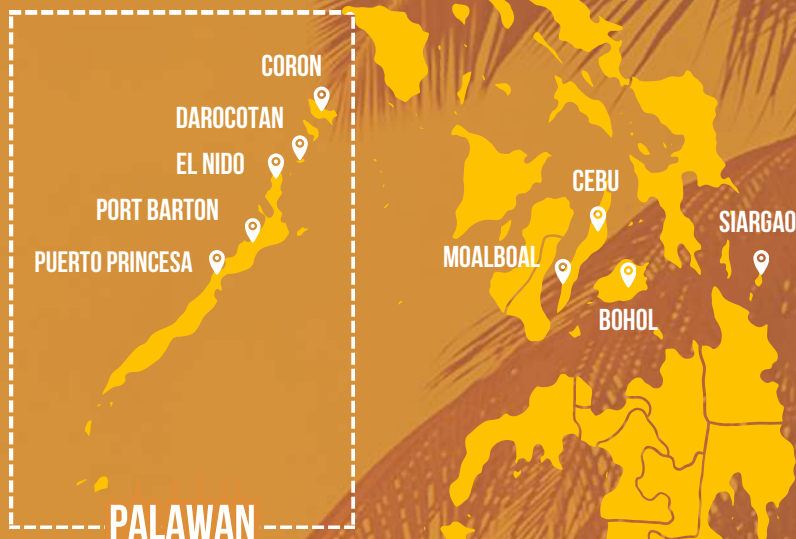 CORON
DAROCOTAN
EL NIDO
PORT BARTON
PUERTO PRINCESA
PALAWAN
CEBU
SIARGAO
MOALBOAL
BOHOL